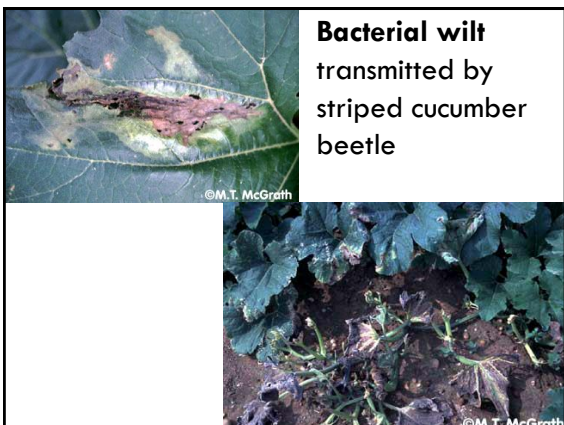 Bacterial wilt
transmitted by
striped cucumber
beetle
©M.T. McGrath
©M.T. McGrath